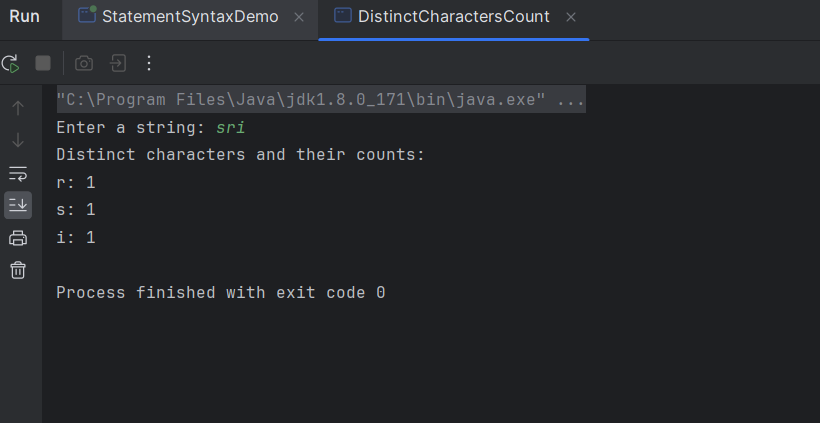 Run StatementSyntaxDemo DistinctCharactersCount
"C:\Program Files\Java\jdk1.8.0_171\bin\java.exe" ...
Enter a string: sri
Distinct characters and their counts:
r: 1
s: 1
i: 1
Process finished with exit code 0